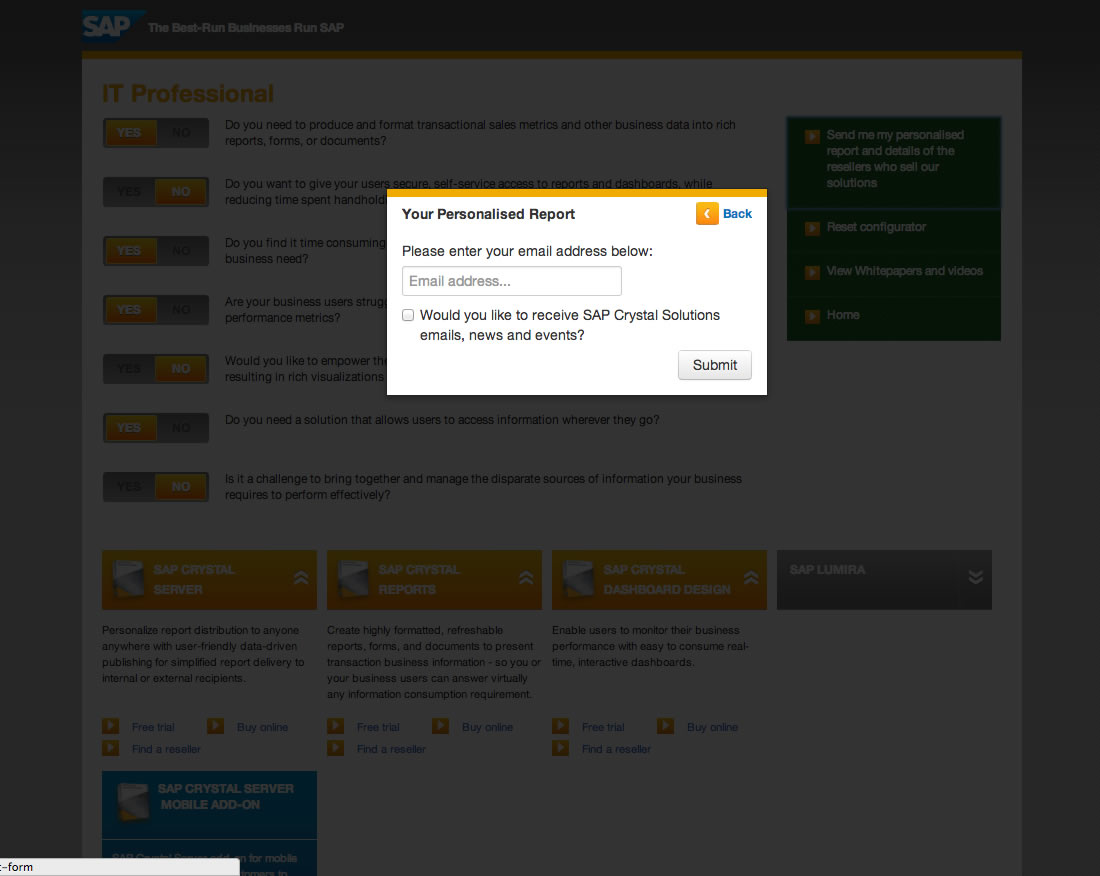 SAP The Best-Run Businesses Run SAP
IT Professional
YES NO
Do you need to produce and format transactional sales metrics and other business data into rich
reports, forms, or documents?
YES NO
Do you want to give your users secure, self-service access to reports and dashboards, while
reducing time spent handhold
YES NO
Do you find it time consuming
business need?
YES NO
Are your business users strugg
performance metrics?
YES NO
Would you like to empower the
resulting in rich visualizations
YES NO
Do you need a solution that allows users to access information wherever they go?
YES NO
Is it a challenge to bring together and manage the disparate sources of information your business
requires to perform effectively?
Send me my personalised
report and details of the
resellers who sell our
solutions
Reset configurator
View Whitepapers and videos
Home
Your Personalised Report
Back
Please enter your email address below:
Email address...
Would you like to receive SAP Crystal Solutions
emails, news and events?
Submit
SAP CRYSTAL
SERVER
Personalize report distribution to anyone
anywhere with user-friendly data-driven
publishing for simplified report delivery to
internal or external recipients.
Free trial Buy online
Find a reseller
SAP CRYSTAL
REPORTS
Create highly formatted, refreshable
reports, forms, and documents to present
transaction business information - so you or
your business users can answer virtually
any information consumption requirement.
Free trial Buy online
Find a reseller
SAP CRYSTAL
DASHBOARD DESIGN
Enable users to monitor their business
performance with easy to consume real-
time, interactive dashboards.
Free trial Buy online
Find a reseller
SAP LUMIRA
SAP CRYSTAL SERVER
MOBILE ADD-ON
SAP Crystal Server add-on for mobile
t-form